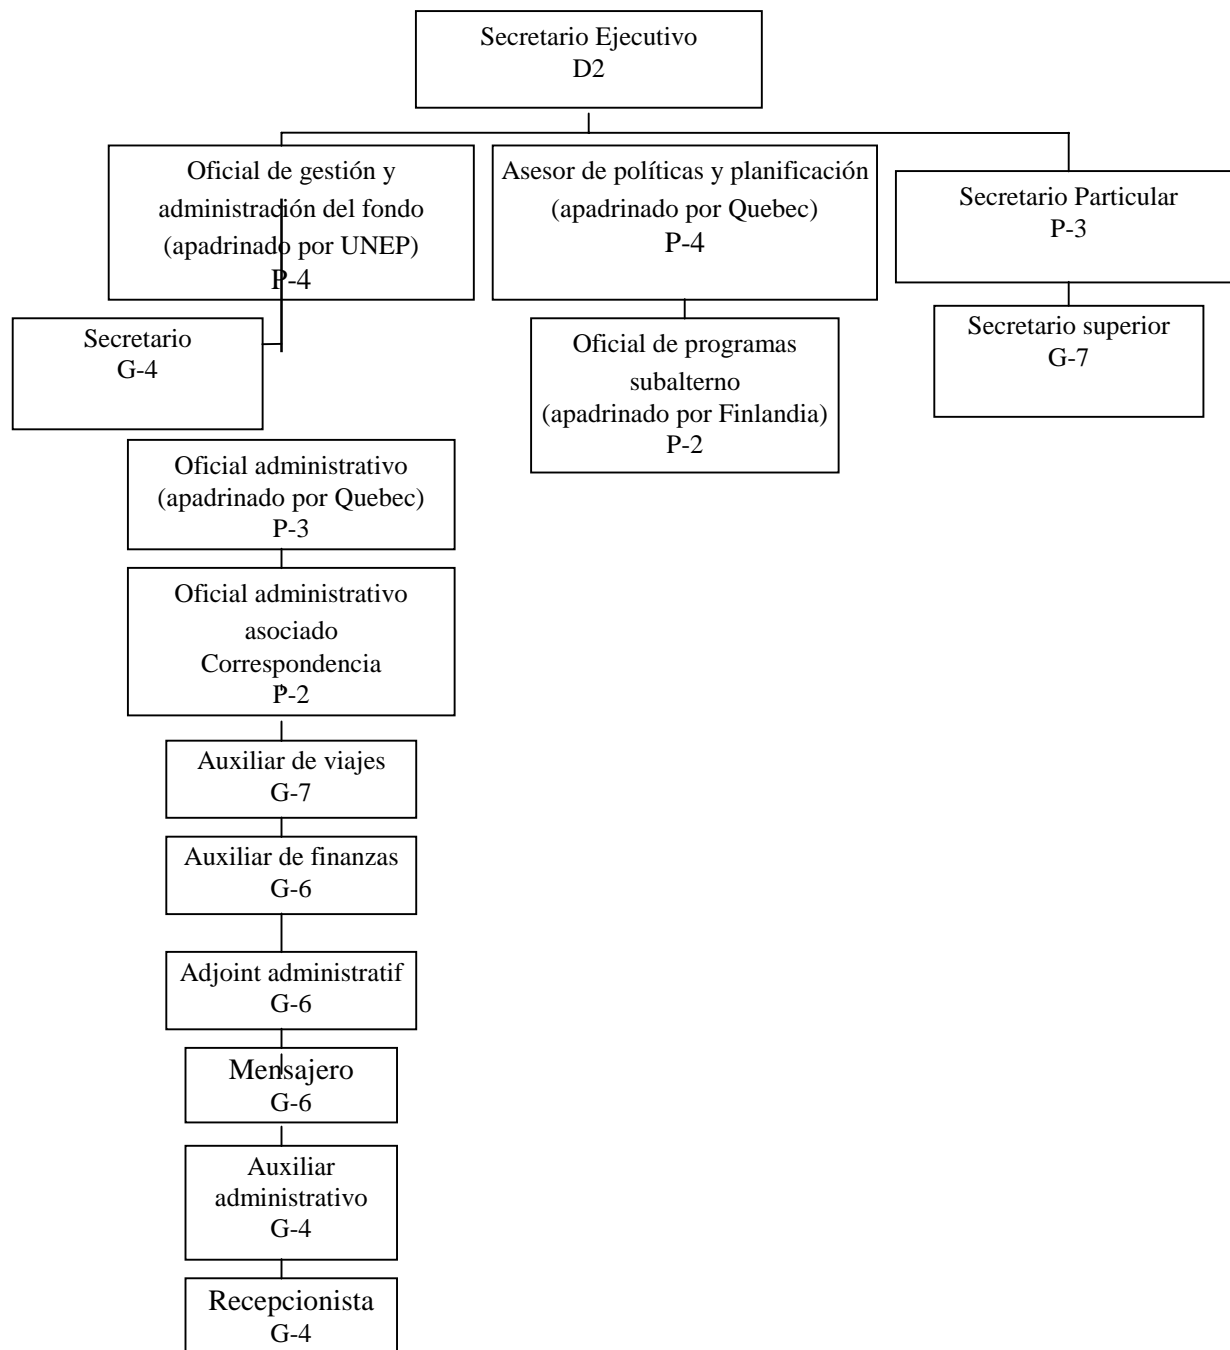 Secretario Ejecutivo
D2
Oficial de gestión y
administración del fondo
(apadrinado por UNEP)
P-4
Asesor de políticas y planificación
(apadrinado por Quebec)
P-4
Secretario Particular
P-3
Secretario
G-4
Oficial de programas
subalterno
(apadrinado por Finlandia)
P-2
Secretario superior
G-7
Oficial administrativo
(apadrinado por Quebec)
P-3
Oficial administrativo
asociado
Correspondencia
P-2
Auxiliar de viajes
G-7
Auxiliar de finanzas
G-6
Adjoint administratif
G-6
Mensajero
G-6
Auxiliar
administrativo
G-4
Recepcionista
G-4